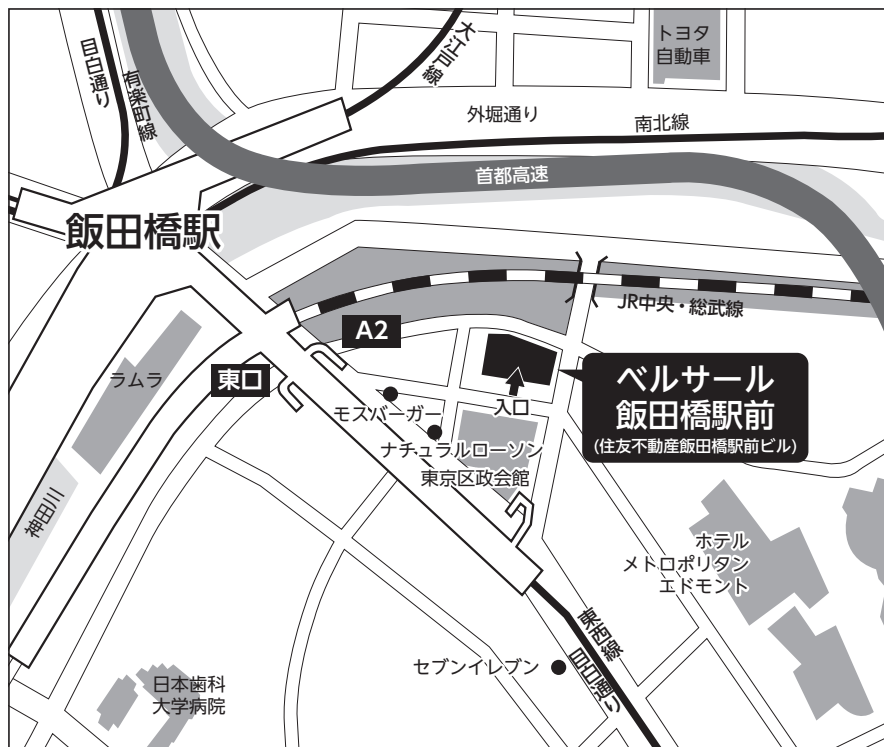 トヨタ
自動車
大江戸線
目白通り
有楽町線
外堀通り
南北線
首都高速
飯田橋駅
JR中央・総武線
A2
東口
ラムラ
ベルサール
飯田橋駅前
(住友不動産飯田橋駅前ビル)
入口
モスバーガー
ナチュラルローソン
東京区政会館
神田川
ホテル
メトロポリタン
エドモント
東西線
目白通り
セブンイレブン
日本歯科
大学病院